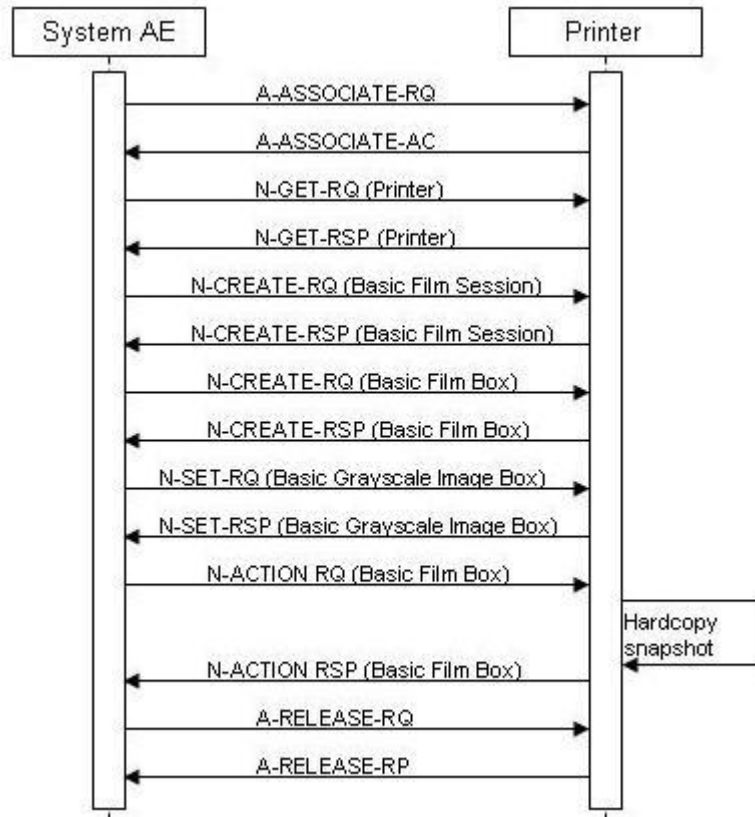 System AE
Printer
A-ASSOCIATE-RQ
A-ASSOCIATE-AC
N-GET-RQ (Printer)
N-GET-RSP (Printer)
N-CREATE-RQ (Basic Film Session)
N-CREATE-RSP (Basic Film Session)
N-CREATE-RQ (Basic Film Box)
N-CREATE-RSP (Basic Film Box)
N-SET-RQ (Basic Grayscale Image Box)
N-SET-RSP (Basic Grayscale Image Box)
N-ACTION RQ (Basic Film Box)
Hardcopy
snapshot
N-ACTION RSP (Basic Film Box)
A-RELEASE-RQ
A-RELEASE-RP